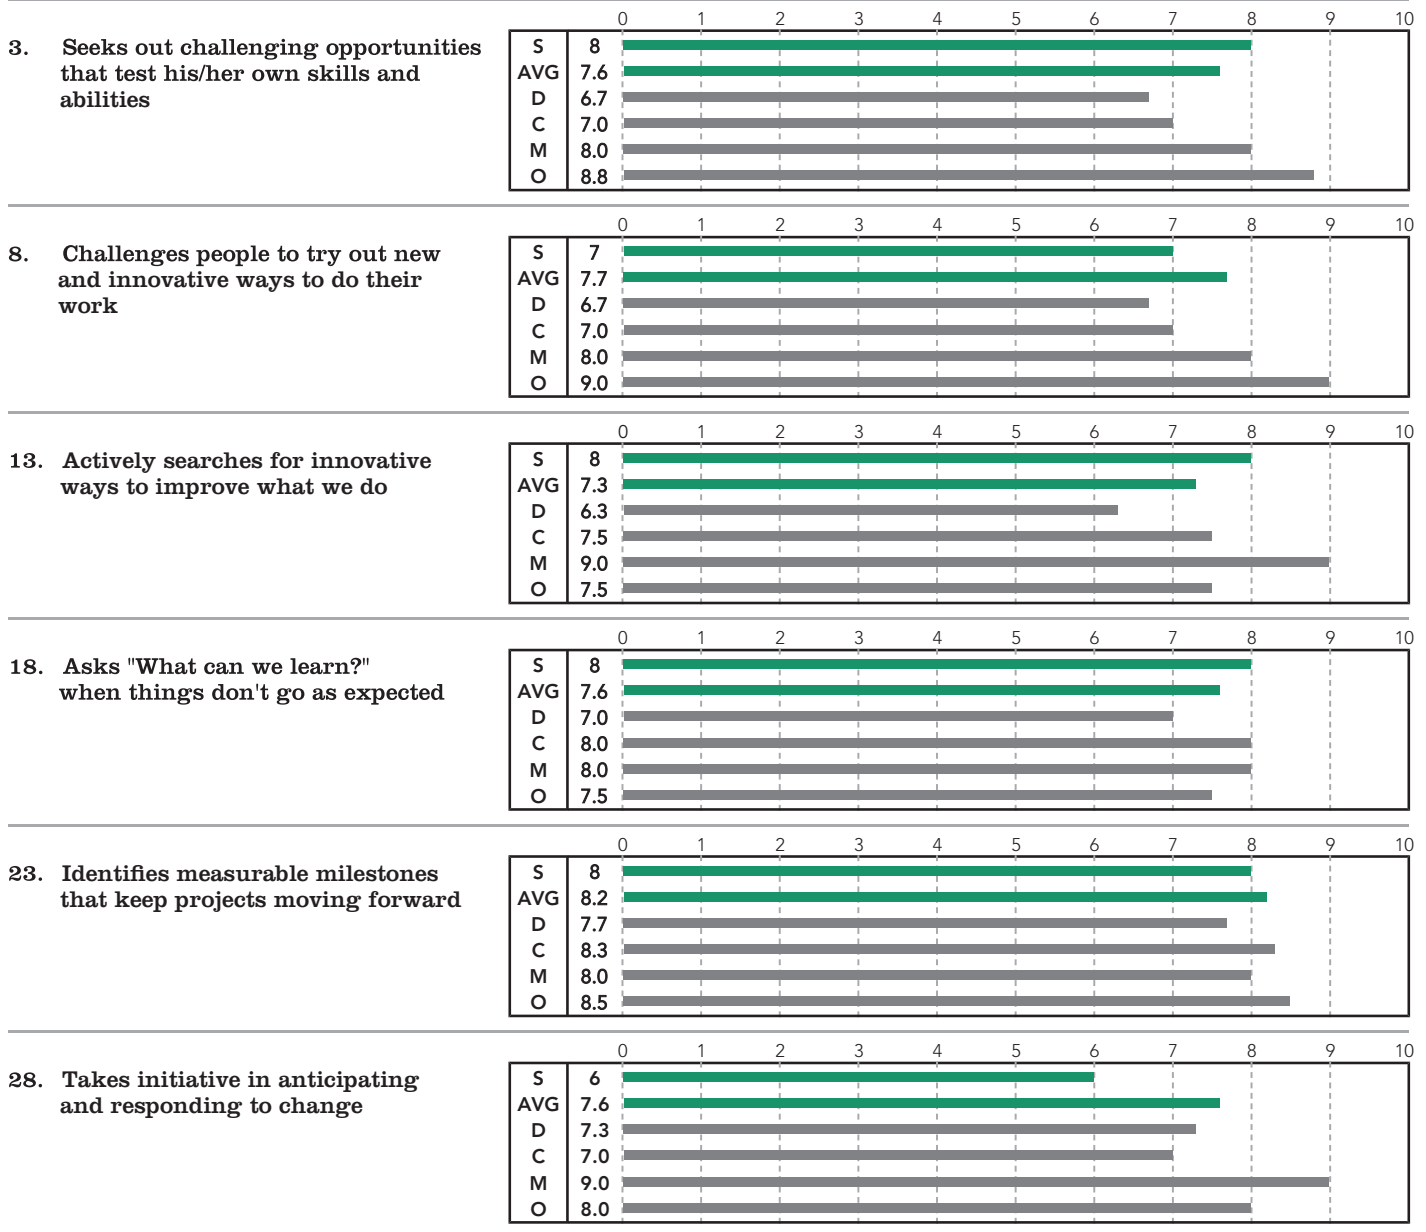 0 1 2 3 4 5 6 7 8 9 10
3. Seeks out challenging opportunities
that test his/her own skills and
abilities
S 8
AVG 7.6
D 6.7
C 7.0
M 8.0
O 8.8
0 1 2 3 4 5 6 7 8 9 10
8. Challenges people to try out new
and innovative ways to do their
work
S 7
AVG 7.7
D 6.7
C 7.0
M 8.0
O 9.0
0 1 2 3 4 5 6 7 8 9 10
13. Actively searches for innovative
ways to improve what we do
S 8
AVG 7.3
D 6.3
C 7.5
M 9.0
O 7.5
0 1 2 3 4 5 6 7 8 9 10
18. Asks "What can we learn?"
when things don't go as expected
S 8
AVG 7.6
D 7.0
C 8.0
M 8.0
O 7.5
0 1 2 3 4 5 6 7 8 9 10
23. Identifies measurable milestones
that keep projects moving forward
S 8
AVG 8.2
D 7.7
C 8.3
M 8.0
O 8.5
0 1 2 3 4 5 6 7 8 9 10
28. Takes initiative in anticipating
and responding to change
S 6
AVG 7.6
D 7.3
C 7.0
M 9.0
O 8.0